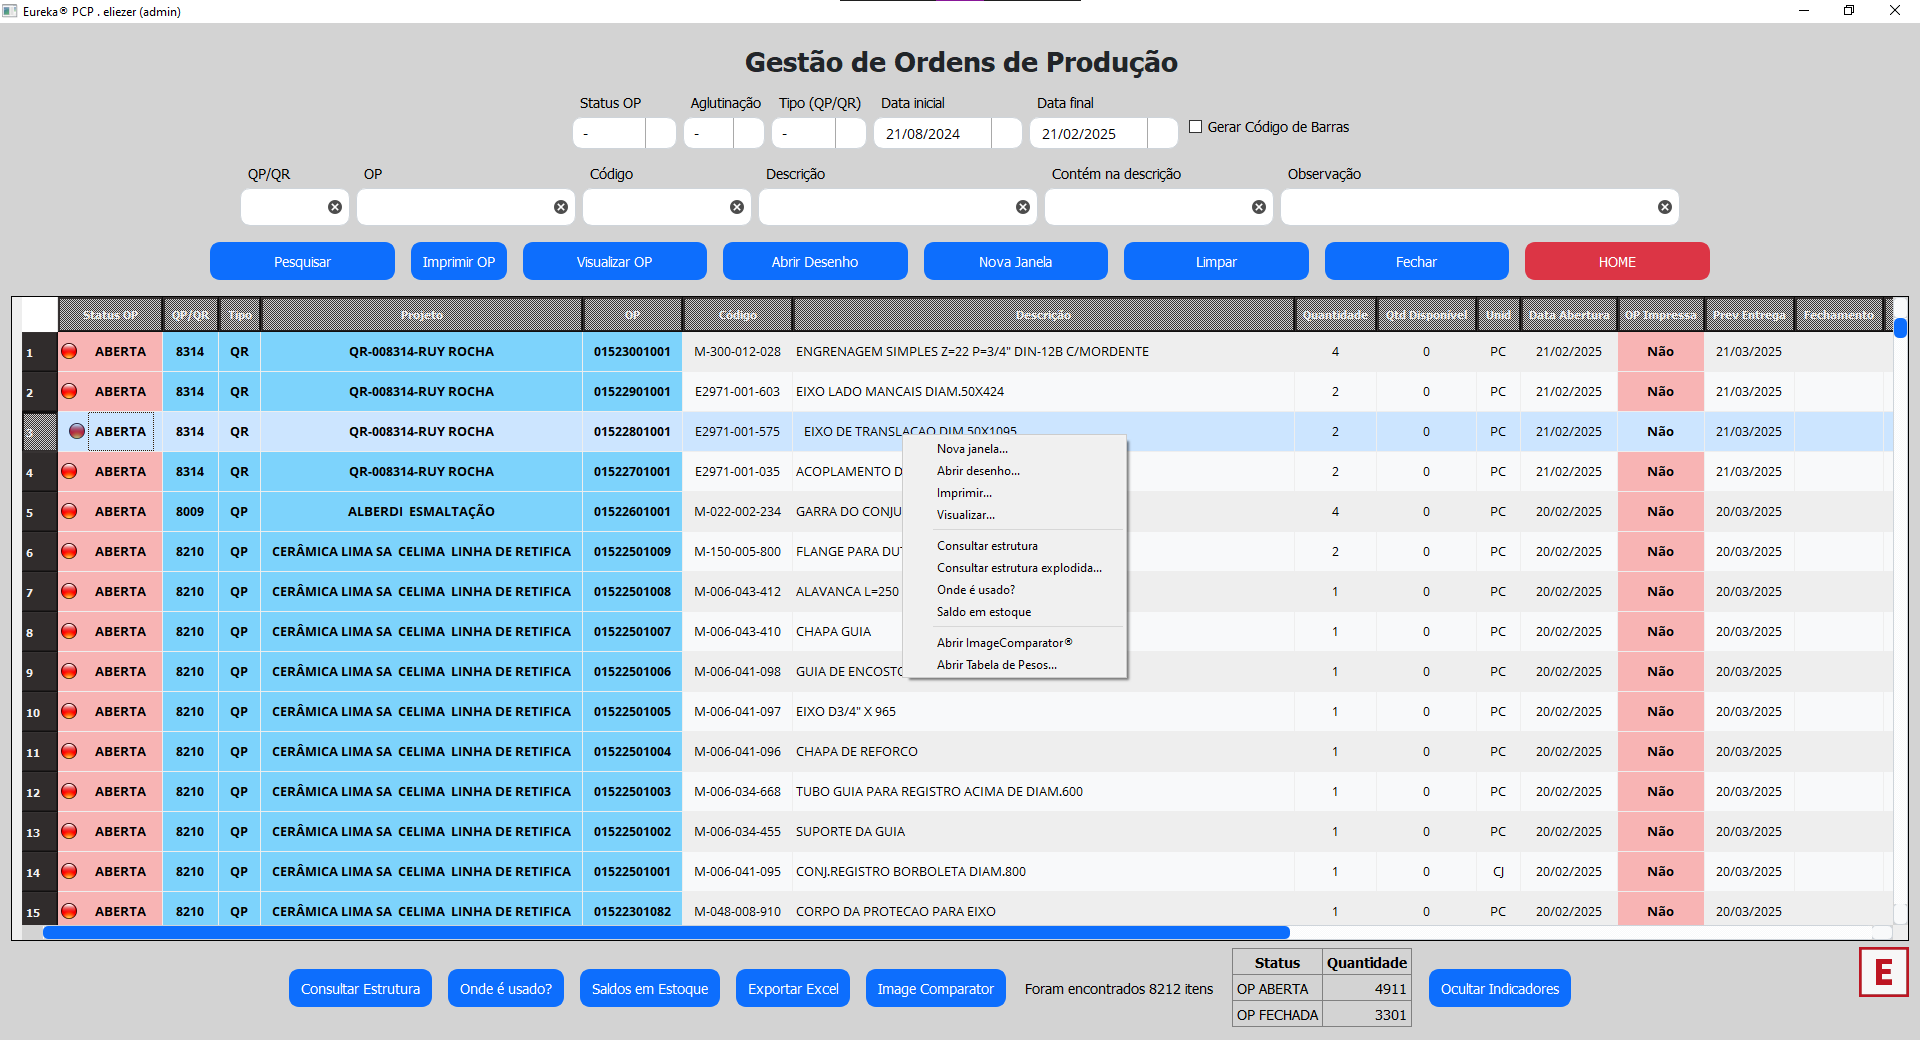 Eureka® PCP . eliezer (admin)
Gestão de Ordens de Produção
Status OP Aglutinação Tipo (QP/QR) Data inicial Data final
- - - 21/08/2024 21/02/2025 Gerar Código de Barras
QP/QR OP Código Descrição Contém na descrição Observação
Pesquisar Imprimir OP Visualizar OP Abrir Desenho Nova Janela Limpar Fechar HOME
Status OP QP/QR Tipo Projeto OP Código Descrição Quantidade Qtd Disponível Unid Data Abertura OP Impressa Prev Entrega Fechamento
1 ABERTA 8314 QR QR-008314-RUY ROCHA 01523001001 M-300-012-028 ENGRENAGEM SIMPLES Z=22 P=3/4" DIN-12B C/MORDENTE 4 0 PC 21/02/2025 Não 21/03/2025
2 ABERTA 8314 QR QR-008314-RUY ROCHA 01522901001 E2971-001-603 EIXO LADO MANCAIS DIAM.50X424 2 0 PC 21/02/2025 Não 21/03/2025
3 ABERTA 8314 QR QR-008314-RUY ROCHA 01522801001 E2971-001-575 EIXO DE TRANSLACAO DIM.50X1095 2 0 PC 21/02/2025 Não 21/03/2025
4 ABERTA 8314 QR QR-008314-RUY ROCHA 01522701001 E2971-001-035 ACOPLAMENTO D 2 0 PC 21/02/2025 Não 21/03/2025
5 ABERTA 8009 QP ALBERDI ESMALTAÇÃO 01522601001 M-022-002-234 GARRA DO CONJU 4 0 PC 20/02/2025 Não 20/03/2025
6 ABERTA 8210 QP CERÂMICA LIMA SA CELIMA LINHA DE RETIFICA 01522501009 M-150-005-800 FLANGE PARA DUT 2 0 PC 20/02/2025 Não 20/03/2025
7 ABERTA 8210 QP CERÂMICA LIMA SA CELIMA LINHA DE RETIFICA 01522501008 M-006-043-412 ALAVANCA L=250 1 0 PC 20/02/2025 Não 20/03/2025
8 ABERTA 8210 QP CERÂMICA LIMA SA CELIMA LINHA DE RETIFICA 01522501007 M-006-043-410 CHAPA GUIA 1 0 PC 20/02/2025 Não 20/03/2025
9 ABERTA 8210 QP CERÂMICA LIMA SA CELIMA LINHA DE RETIFICA 01522501006 M-006-041-098 GUIA DE ENCOSTO 1 0 PC 20/02/2025 Não 20/03/2025
10 ABERTA 8210 QP CERÂMICA LIMA SA CELIMA LINHA DE RETIFICA 01522501005 M-006-041-097 EIXO D3/4" X 965 1 0 PC 20/02/2025 Não 20/03/2025
11 ABERTA 8210 QP CERÂMICA LIMA SA CELIMA LINHA DE RETIFICA 01522501004 M-006-041-096 CHAPA DE REFORCO 1 0 PC 20/02/2025 Não 20/03/2025
12 ABERTA 8210 QP CERÂMICA LIMA SA CELIMA LINHA DE RETIFICA 01522501003 M-006-034-668 TUBO GUIA PARA REGISTRO ACIMA DE DIAM.600 1 0 PC 20/02/2025 Não 20/03/2025
13 ABERTA 8210 QP CERÂMICA LIMA SA CELIMA LINHA DE RETIFICA 01522501002 M-006-034-455 SUPORTE DA GUIA 1 0 PC 20/02/2025 Não 20/03/2025
14 ABERTA 8210 QP CERÂMICA LIMA SA CELIMA LINHA DE RETIFICA 01522501001 M-006-041-095 CONJ.REGISTRO BORBOLETA DIAM.800 1 0 CJ 20/02/2025 Não 20/03/2025
15 ABERTA 8210 QP CERÂMICA LIMA SA CELIMA LINHA DE RETIFICA 01522301082 M-048-008-910 CORPO DA PROTECAO PARA EIXO 1 0 PC 20/02/2025 Não 20/03/2025
Nova janela...
Abrir desenho...
Imprimir...
Visualizar...
Consultar estrutura
Consultar estrutura explodida...
Onde é usado?
Saldo em estoque
Abrir ImageComparator®
Abrir Tabela de Pesos...
Consultar Estrutura Onde é usado? Saldos em Estoque Exportar Excel Image Comparator Foram encontrados 8212 itens
Status Quantidade
OP ABERTA 4911
OP FECHADA 3301
Ocultar Indicadores
E